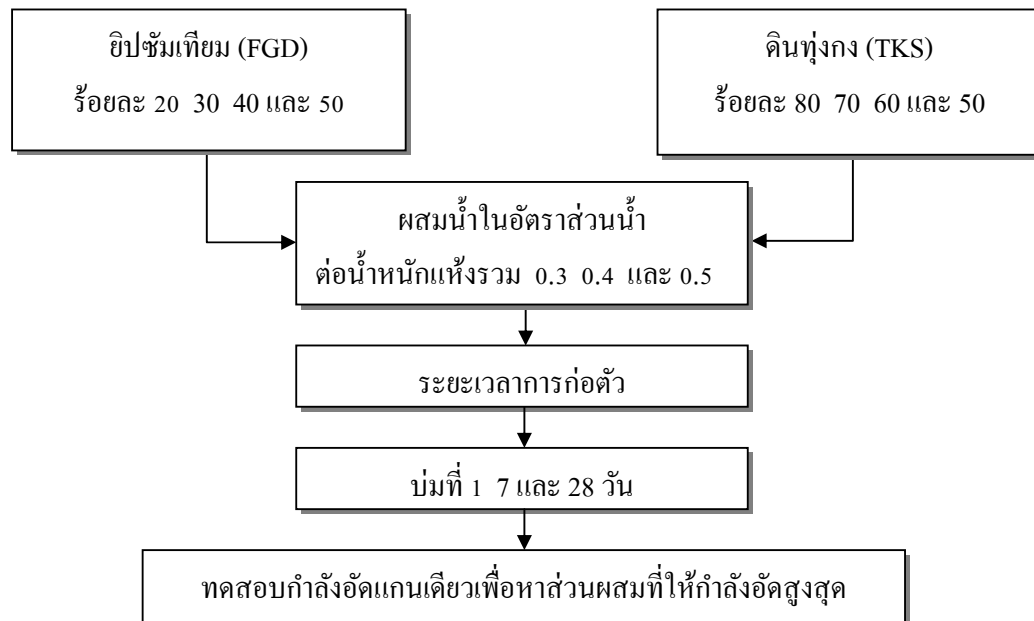 ยิปซัมเทียม (FGD)
ร้อยละ 20 30 40 และ 50
ดินทุ่งกง (TKS)
ร้อยละ 80 70 60 และ 50
ผสมน้ำในอัตราส่วนน้ำ
ต่อน้ำหนักแห้งรวม 0.3 0.4 และ 0.5
ระยะเวลาการก่อตัว
บ่มที่ 1 7 และ 28 วัน
ทดสอบกำลังอัดแกนเดียวเพื่อหาส่วนผสมที่ให้กำลังอัดสูงสุด